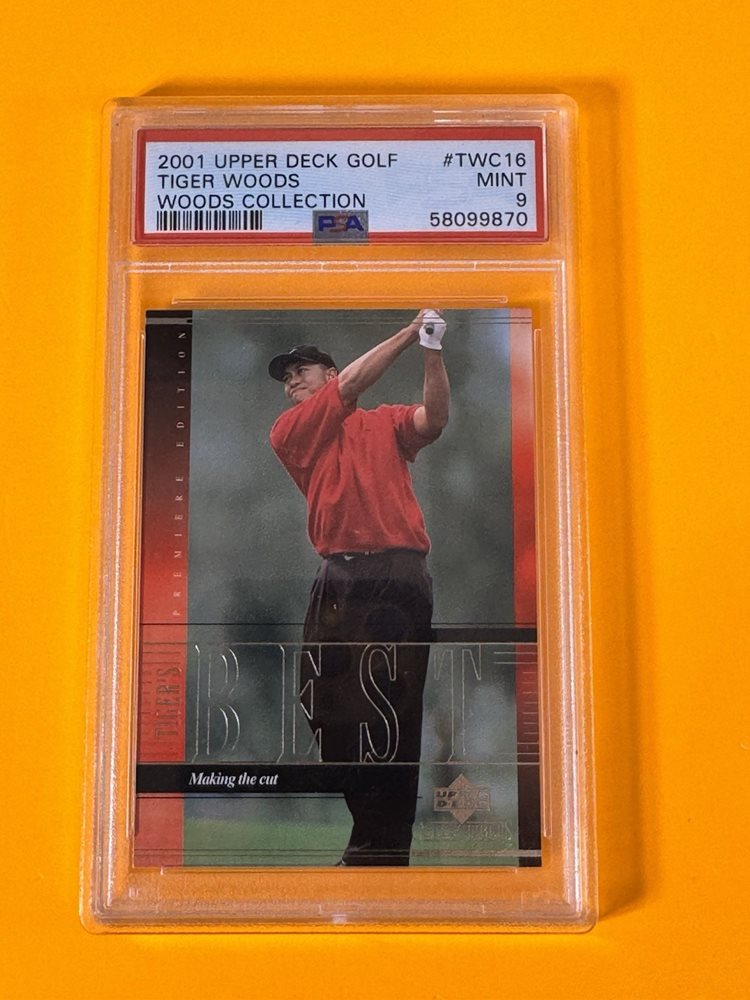 2001 UPPER DECK GOLF #TWC16
TIGER WOODS MINT
WOODS COLLECTION 9
PSA 58099870
PREMIERE EDITION
TIGER'S
BEST
Making the cut
UPPER
DECK